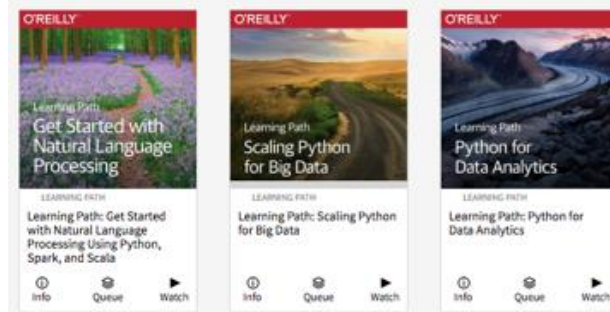 O'REILLY
Learning Path
Get Started with
Natural Language
Processing
LEARNING PATH
Learning Path: Get Started
with Natural Language
Processing Using Python,
Spark, and Scala
Info Queue Watch
O'REILLY
Learning Path
Scaling Python
for Big Data
LEARNING PATH
Learning Path: Scaling Python
for Big Data
Info Queue Watch
O'REILLY
Learning Path
Python for
Data Analytics
LEARNING PATH
Learning Path: Python for
Data Analytics
Info Queue Watch